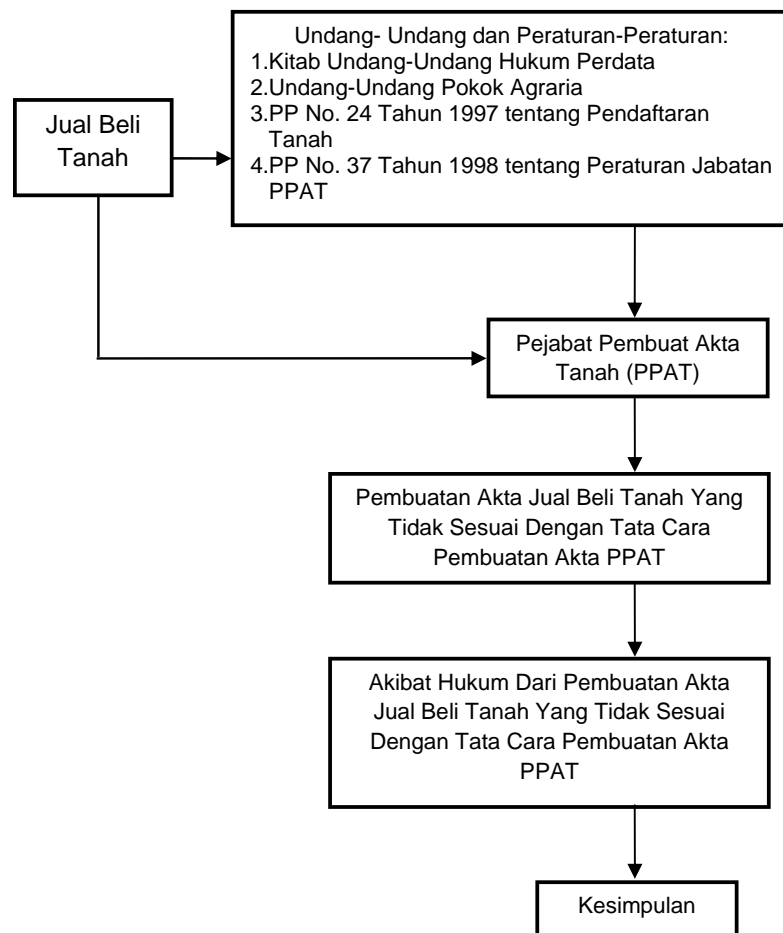 Undang- Undang dan Peraturan-Peraturan:
1.Kitab Undang-Undang Hukum Perdata
2.Undang-Undang Pokok Agraria
3.PP No. 24 Tahun 1997 tentang Pendaftaran
Tanah
4.PP No. 37 Tahun 1998 tentang Peraturan Jabatan
PPAT
Jual Beli
Tanah
Pejabat Pembuat Akta
Tanah (PPAT)
Pembuatan Akta Jual Beli Tanah Yang
Tidak Sesuai Dengan Tata Cara
Pembuatan Akta PPAT
Akibat Hukum Dari Pembuatan Akta
Jual Beli Tanah Yang Tidak Sesuai
Dengan Tata Cara Pembuatan Akta
PPAT
Kesimpulan